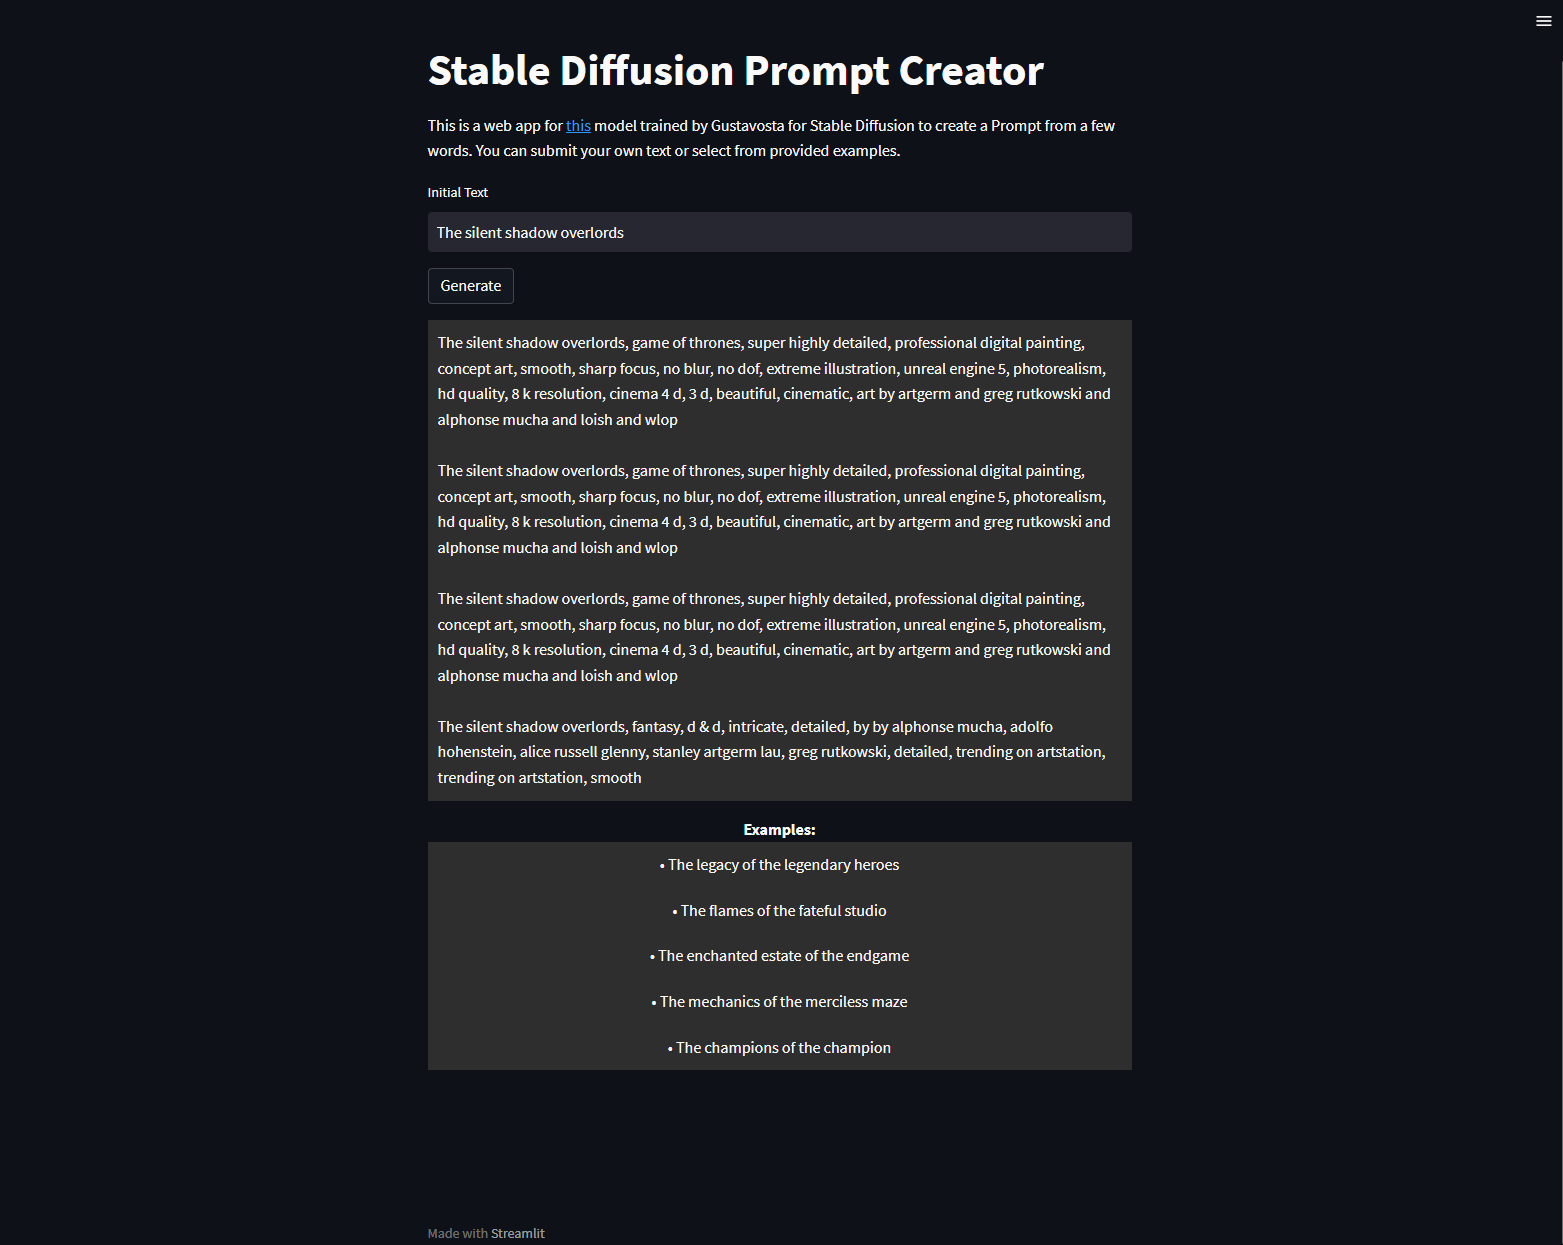 Stable Diffusion Prompt Creator
This is a web app for this model trained by Gustavosta for Stable Diffusion to create a Prompt from a few
words. You can submit your own text or select from provided examples.
Initial Text
The silent shadow overlords
Generate
The silent shadow overlords, game of thrones, super highly detailed, professional digital painting,
concept art, smooth, sharp focus, no blur, no dof, extreme illustration, unreal engine 5, photorealism,
hd quality, 8 k resolution, cinema 4 d, 3 d, beautiful, cinematic, art by artgerm and greg rutkowski and
alphonse mucha and loish and wlop
The silent shadow overlords, game of thrones, super highly detailed, professional digital painting,
concept art, smooth, sharp focus, no blur, no dof, extreme illustration, unreal engine 5, photorealism,
hd quality, 8 k resolution, cinema 4 d, 3 d, beautiful, cinematic, art by artgerm and greg rutkowski and
alphonse mucha and loish and wlop
The silent shadow overlords, game of thrones, super highly detailed, professional digital painting,
concept art, smooth, sharp focus, no blur, no dof, extreme illustration, unreal engine 5, photorealism,
hd quality, 8 k resolution, cinema 4 d, 3 d, beautiful, cinematic, art by artgerm and greg rutkowski and
alphonse mucha and loish and wlop
The silent shadow overlords, fantasy, d & d, intricate, detailed, by by alphonse mucha, adolfo
hohenstein, alice russell glenny, stanley artgerm lau, greg rutkowski, detailed, trending on artstation,
trending on artstation, smooth
Examples:
• The legacy of the legendary heroes
• The flames of the fateful studio
• The enchanted estate of the endgame
• The mechanics of the merciless maze
• The champions of the champion
Made with Streamlit